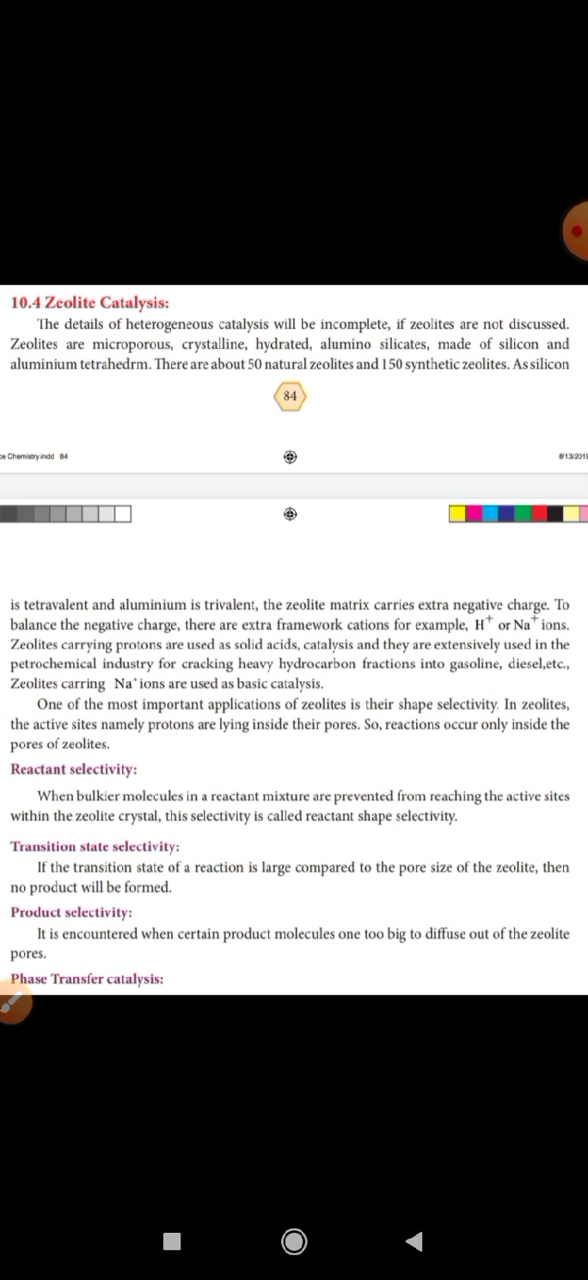 10.4 Zeolite Catalysis:
The details of heterogeneous catalysis will be incomplete, if zeolites are not discussed.
Zeolites are microporous, crystalline, hydrated, alumino silicates, made of silicon and
aluminium tetrahedrm. There are about 50 natural zeolites and 150 synthetic zeolites. As silicon
84
ce Chemistry.indd 84
8/13/2019
is tetravalent and aluminium is trivalent, the zeolite matrix carries extra negative charge. To
balance the negative charge, there are extra framework cations for example, H⁺ or Na⁺ ions.
Zeolites carrying protons are used as solid acids, catalysis and they are extensively used in the
petrochemical industry for cracking heavy hydrocarbon fractions into gasoline, diesel,etc.,
Zeolites carring Na⁺ ions are used as basic catalysis.
One of the most important applications of zeolites is their shape selectivity. In zeolites,
the active sites namely protons are lying inside their pores. So, reactions occur only inside the
pores of zeolites.
Reactant selectivity:
When bulkier molecules in a reactant mixture are prevented from reaching the active sites
within the zeolite crystal, this selectivity is called reactant shape selectivity.
Transition state selectivity:
If the transition state of a reaction is large compared to the pore size of the zeolite, then
no product will be formed.
Product selectivity:
It is encountered when certain product molecules one too big to diffuse out of the zeolite
pores.
Phase Transfer catalysis: